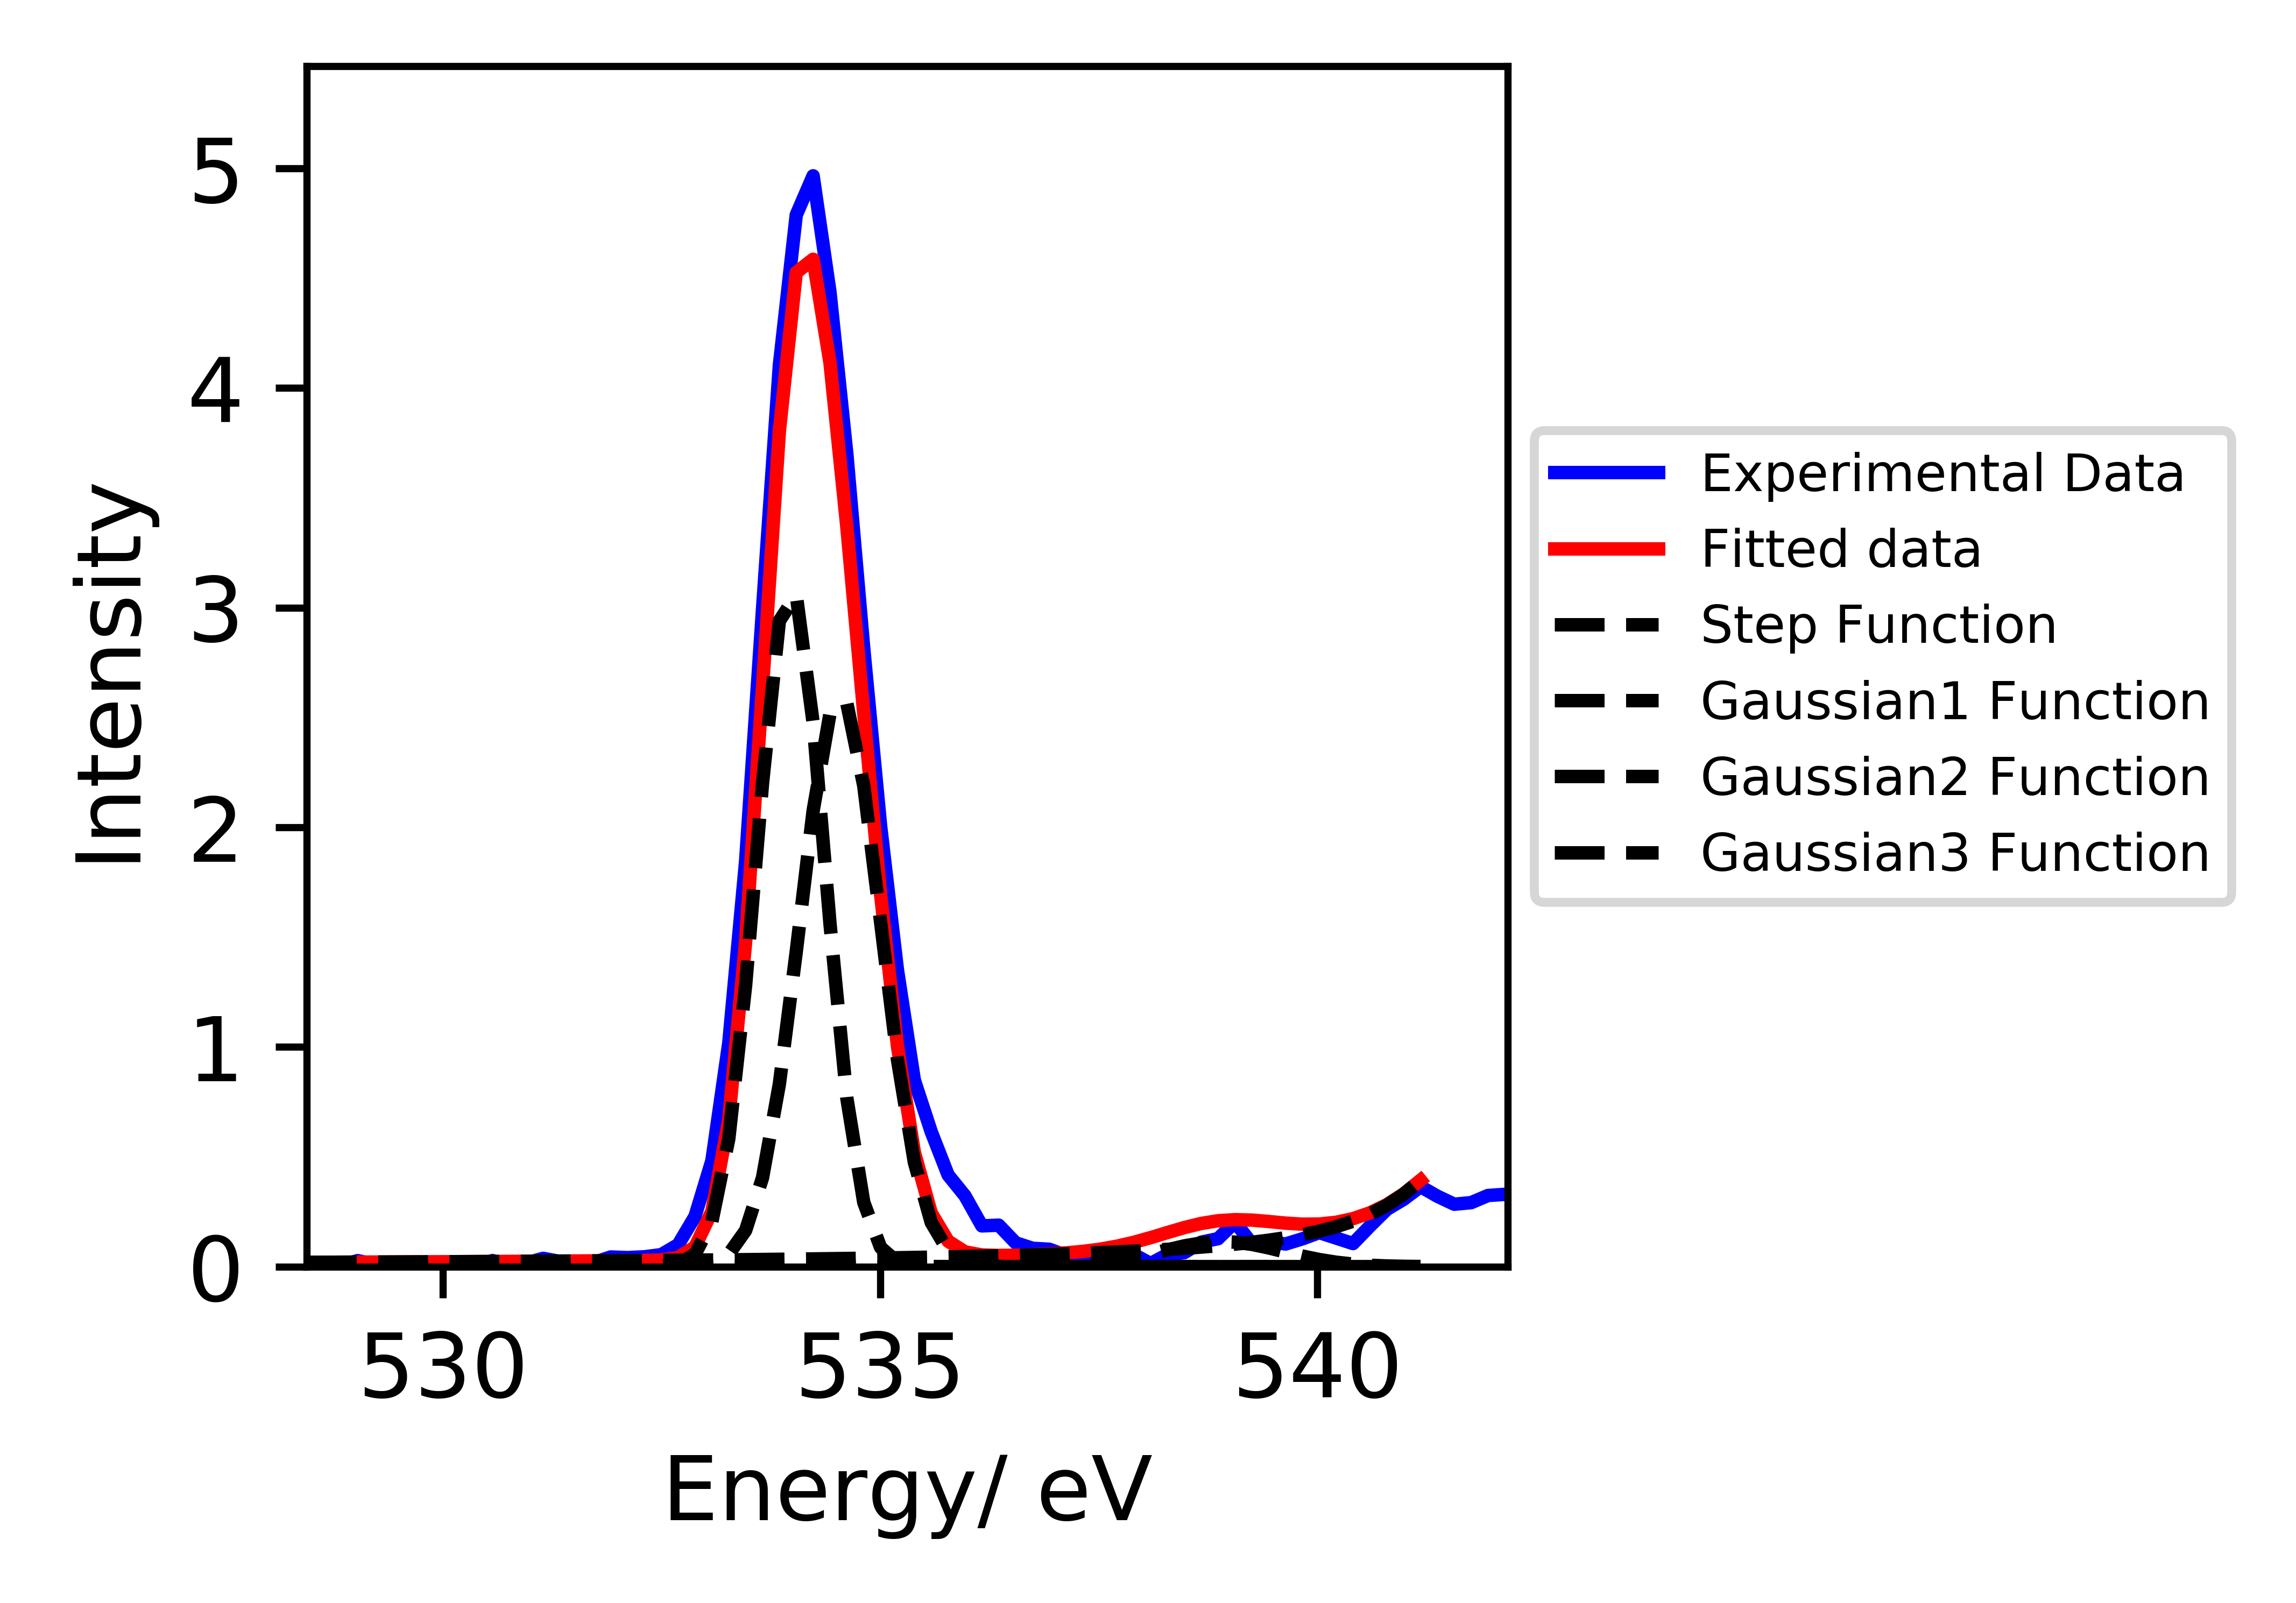 5
4
3
2
1
0
Intensity
530 535 540
Energy/ eV
Experimental Data
Fitted data
Step Function
Gaussian1 Function
Gaussian2 Function
Gaussian3 Function